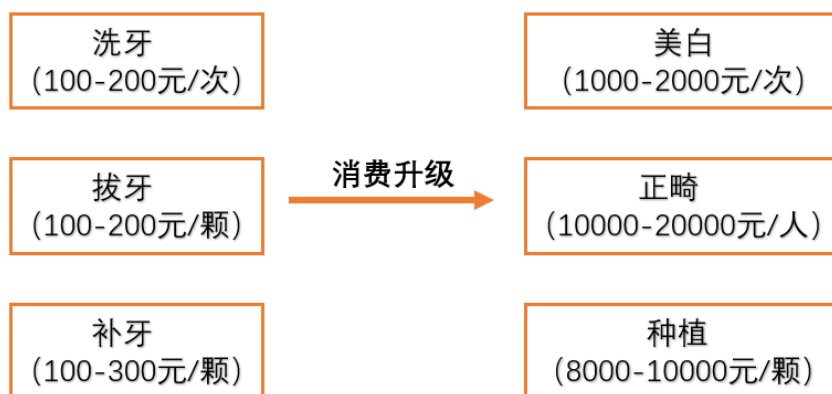 洗牙
(100-200元/次)
美白
(1000-2000元/次)
拔牙
(100-200元/颗)
消费升级
正畸
(10000-20000元/人)
补牙
(100-300元/颗)
种植
(8000-10000元/颗)